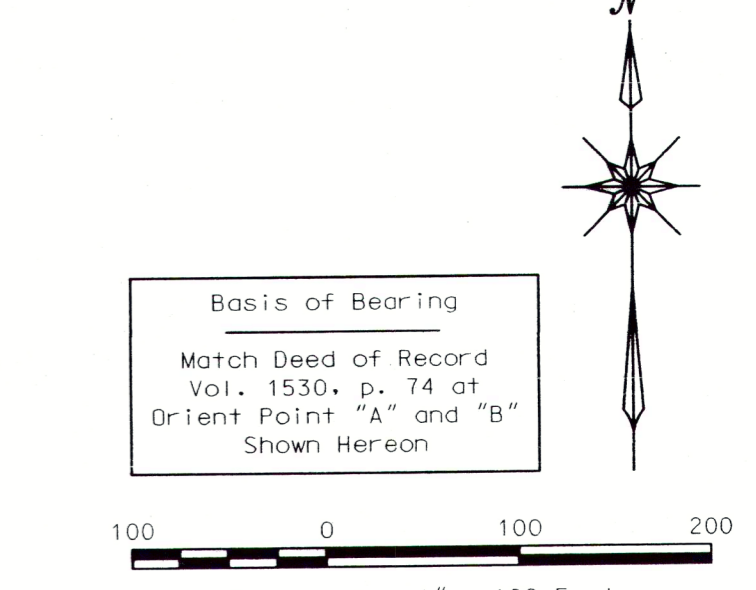 N
Basis of Bearing
Match Deed of Record
Vol. 1530, p. 74 at
Orient Point "A" and "B"
Shown Hereon
100 0 100 200